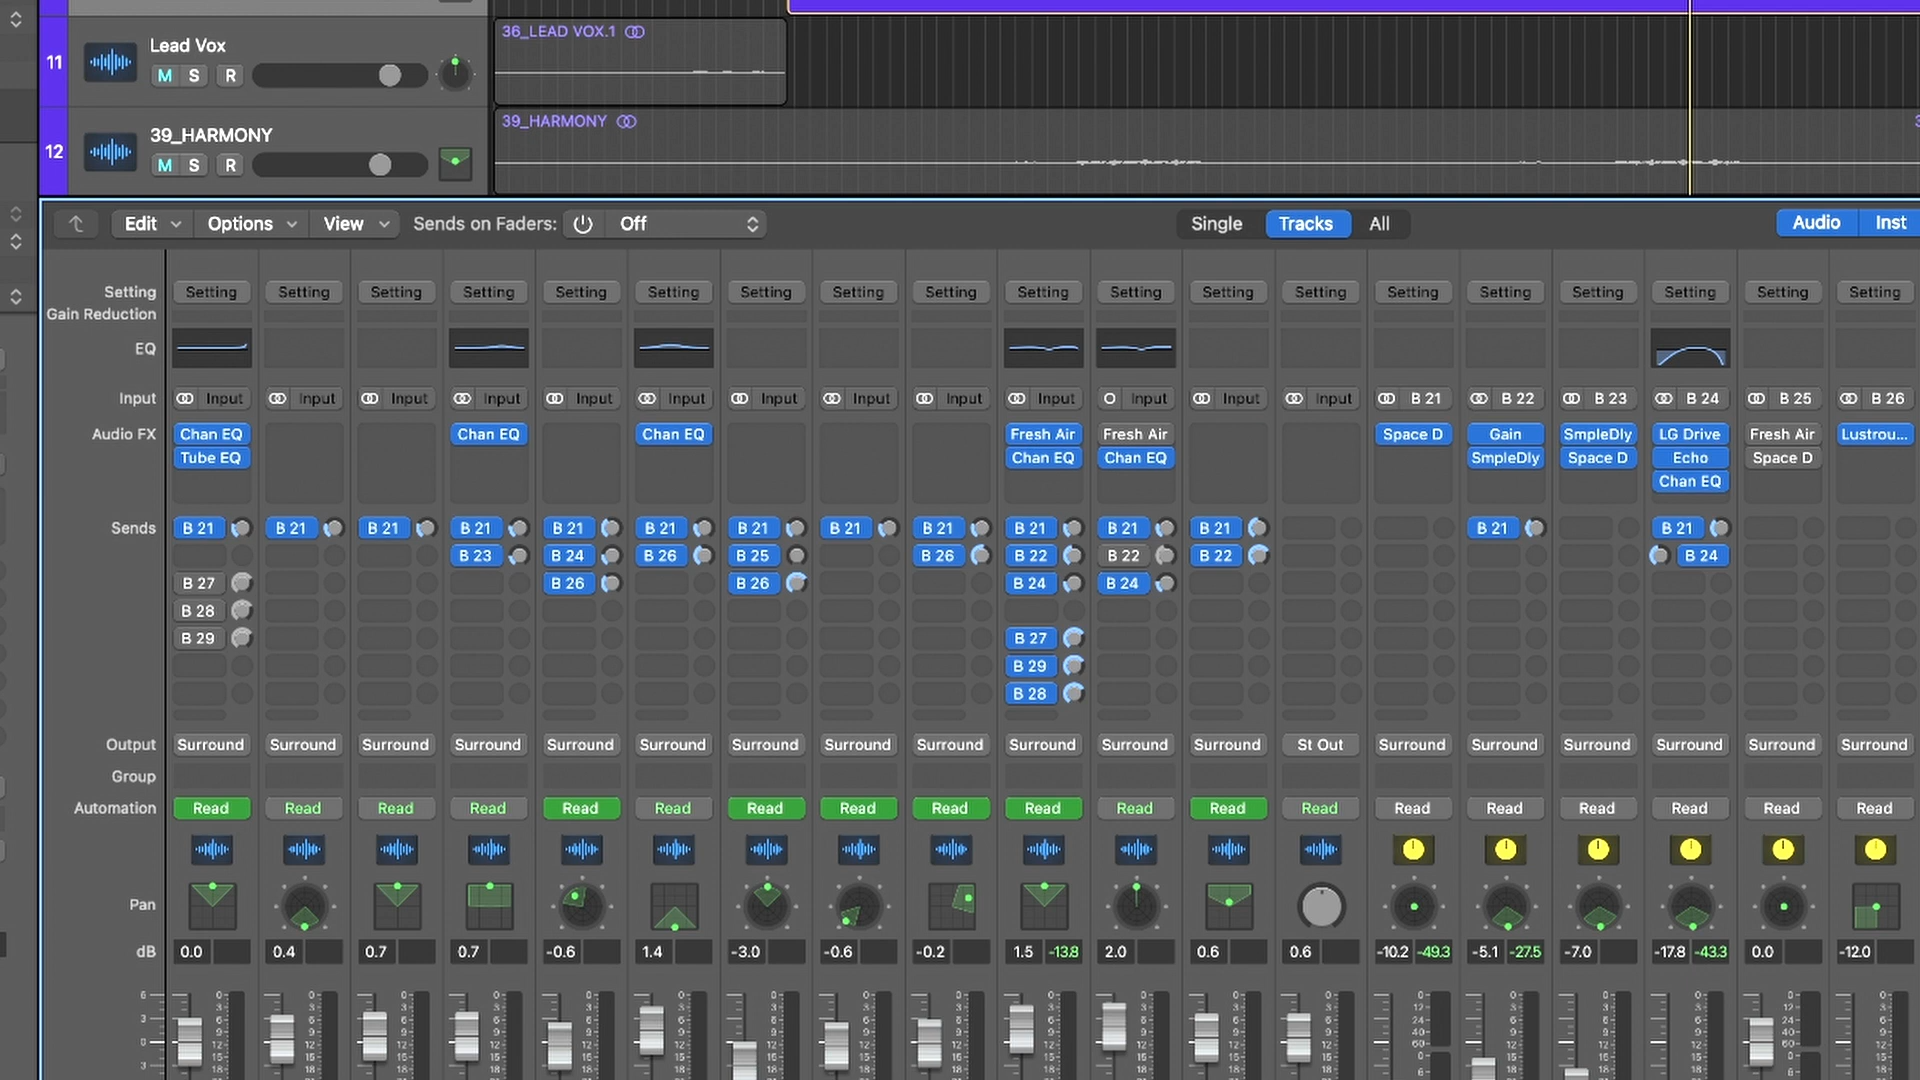 11
Lead Vox
M S R
36_LEAD VOX.1
12
39_HARMONY
M S R
39_HARMONY
Edit Options View Sends on Faders: Off Single Tracks All Audio Inst
Setting Setting Setting Setting Setting Setting Setting Setting Setting Setting Setting Setting Setting Setting Setting Setting Setting Setting Setting Setting
Gain Reduction
EQ
Input Input Input Input Input Input Input Input Input Input Input Input Input Input B 21 B 22 B 23 B 24 B 25 B 26
Audio FX Chan EQ Chan EQ Chan EQ Fresh Air Fresh Air Space D Gain SmpleDly LG Drive Fresh Air Lustrou...
Tube EQ Chan EQ Chan EQ SmpleDly Space D Echo Space D
Chan EQ
Sends B 21 B 21 B 21 B 21 B 21 B 21 B 21 B 21 B 21 B 21 B 21 B 21 B 21 B 21
B 23 B 24 B 26 B 25 B 26 B 22 B 22 B 22 B 24
B 27 B 26 B 26 B 24 B 24
B 28
B 29 B 27
B 29
B 28
Output Surround Surround Surround Surround Surround Surround Surround Surround Surround Surround Surround Surround St Out Surround Surround Surround Surround Surround Surround
Group
Automation Read Read Read Read Read Read Read Read Read Read Read Read Read Read Read Read Read Read Read
Pan
dB 0.0 0.4 0.7 0.7 -0.6 1.4 -3.0 -0.6 -0.2 1.5 -13.8 2.0 0.6 0.6 -10.2 -49.3 -5.1 -27.5 -7.0 -17.8 -43.3 0.0 -12.0